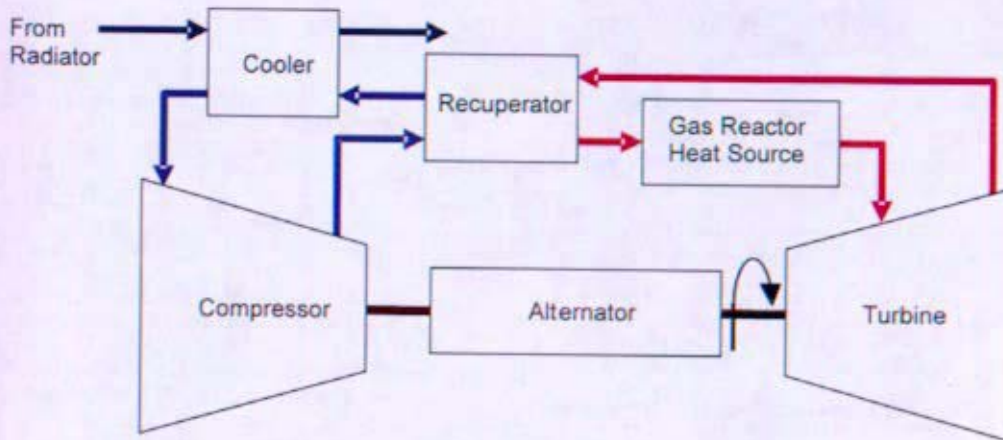 From
Radiator
Cooler
Recuperator
Gas Reactor
Heat Source
Compressor
Alternator
Turbine